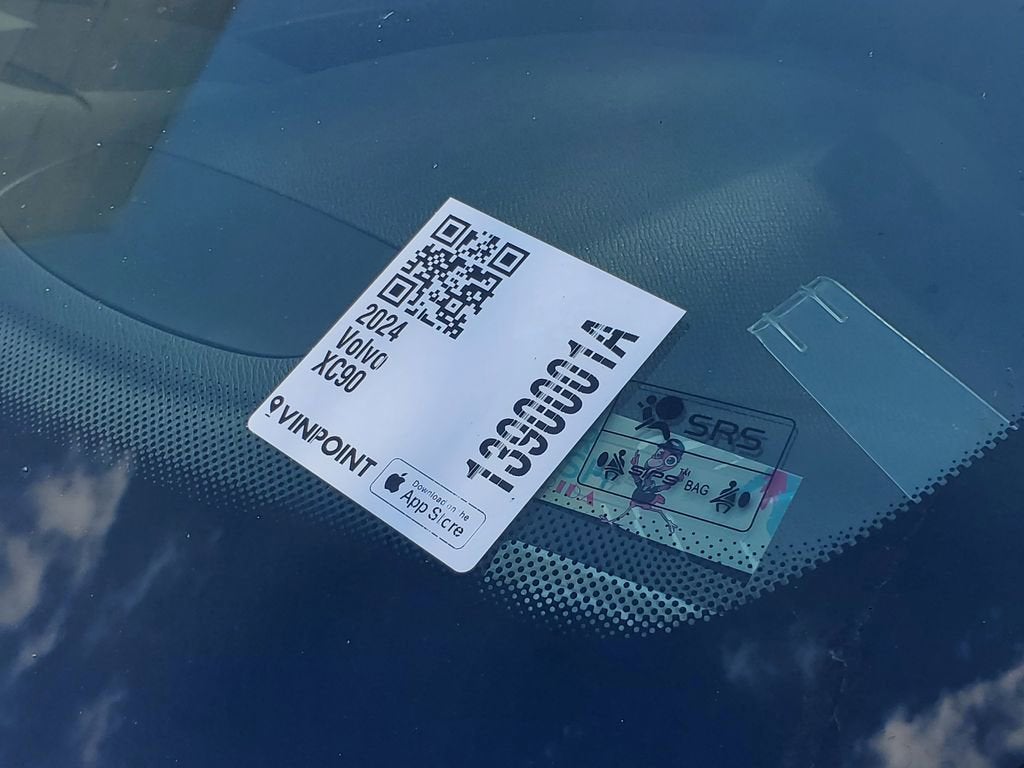 2024
Volvo
XC90
1390001A
VINPOINT
Download on the
App Store
SRS
BAG